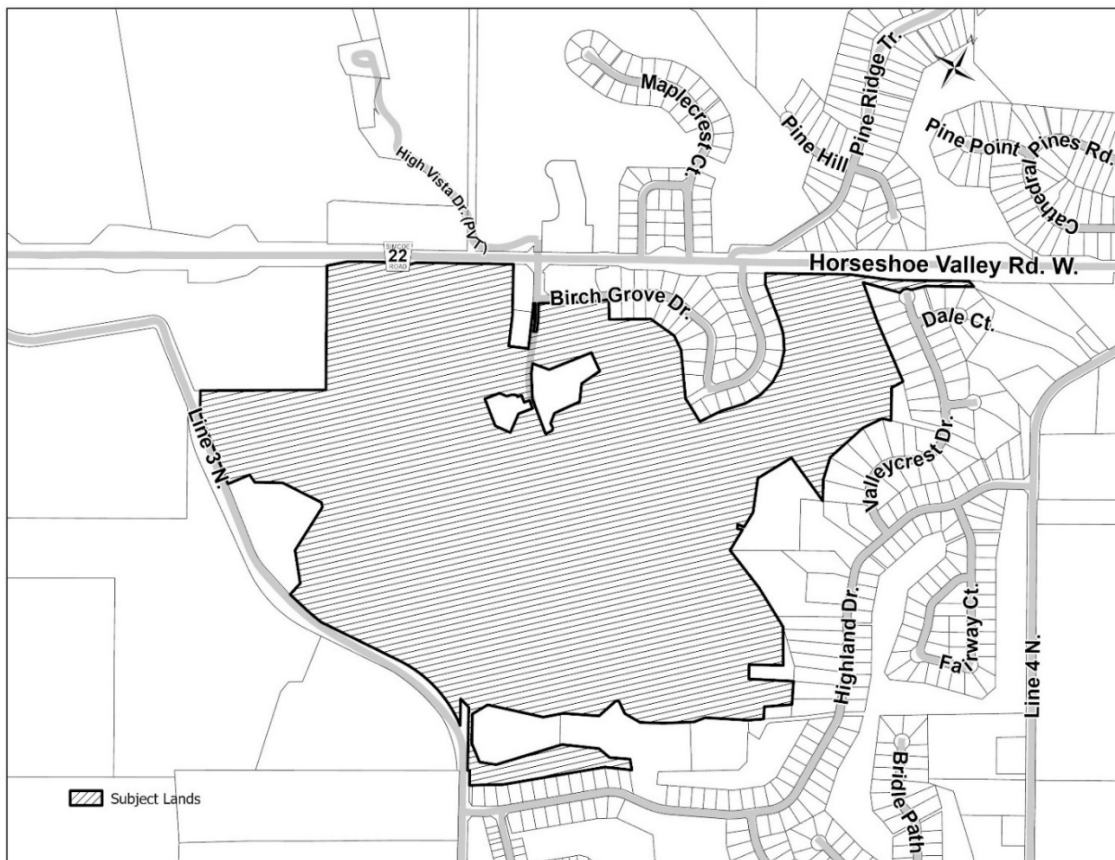 Pine Ridge Tr.
N
Maplecrest Ct.
Pine Hill
Pine Point
Cathedral Pines Rd.
High Vista Dr. (PVT)
SIMCOE
22
ROAD
Horseshoe Valley Rd. W.
Birch Grove Dr.
Dale Ct.
Line 3 N.
Valleycrest Dr.
Highland Dr.
Fairway Ct.
Line 4 N.
Bridle Path
Subject Lands